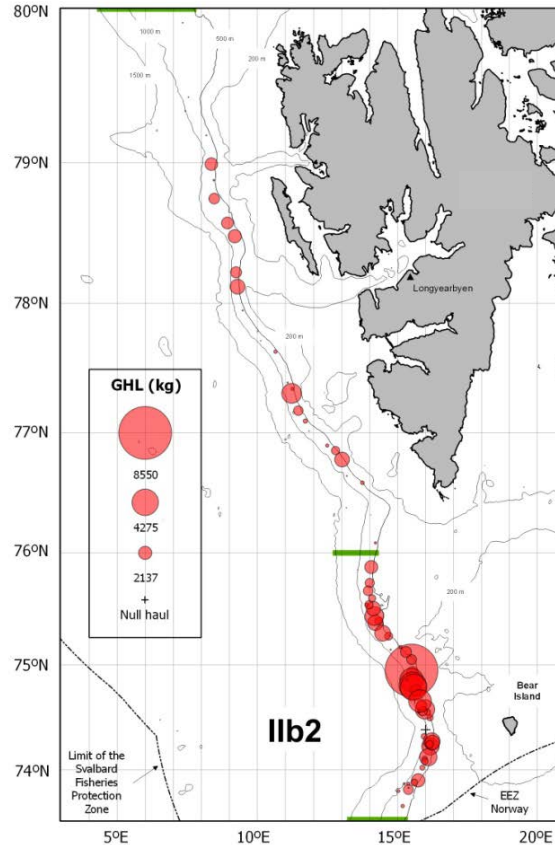 80ºN
1000 m
500 m
200 m
1500 m
79ºN
Longyearbyen
78ºN
200 m
GHL (kg)
8550
4275
2137
+
Null haul
77ºN
76ºN
200 m
75ºN
Bear
Island
IIb2
Limit of the
Svalbard
Fisheries
Protection
Zone
74ºN
EEZ
Norway
5ºE
10ºE
15ºE
20ºE